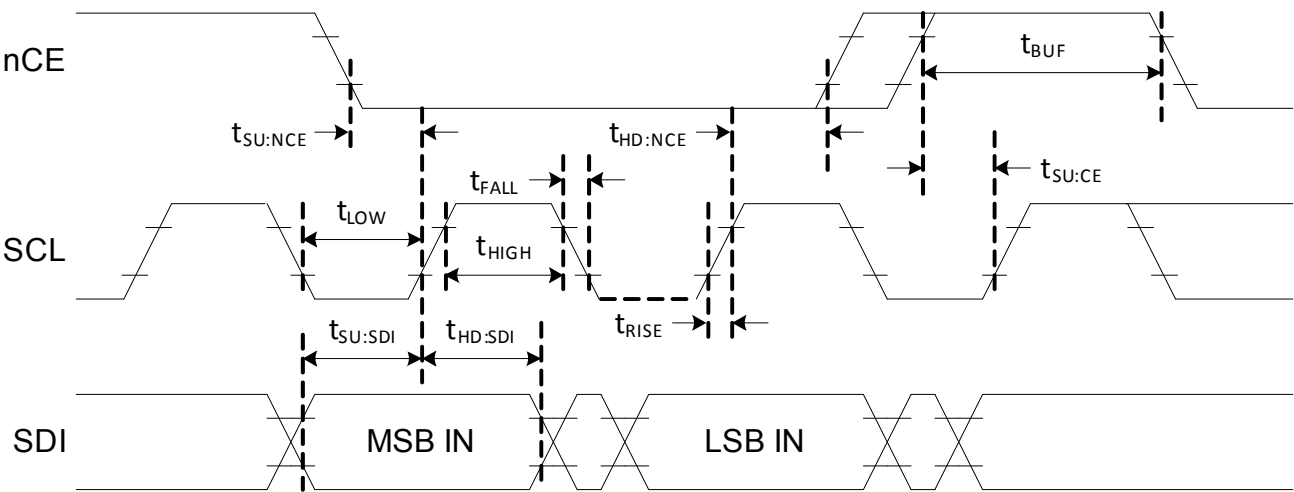 nCE
tBUF
tSU:NCE
tHD:NCE
tSU:CE
tFALL
tLOW
SCL
tHIGH
tRISE
tSU:SDI
tHD:SDI
SDI
MSB IN
LSB IN